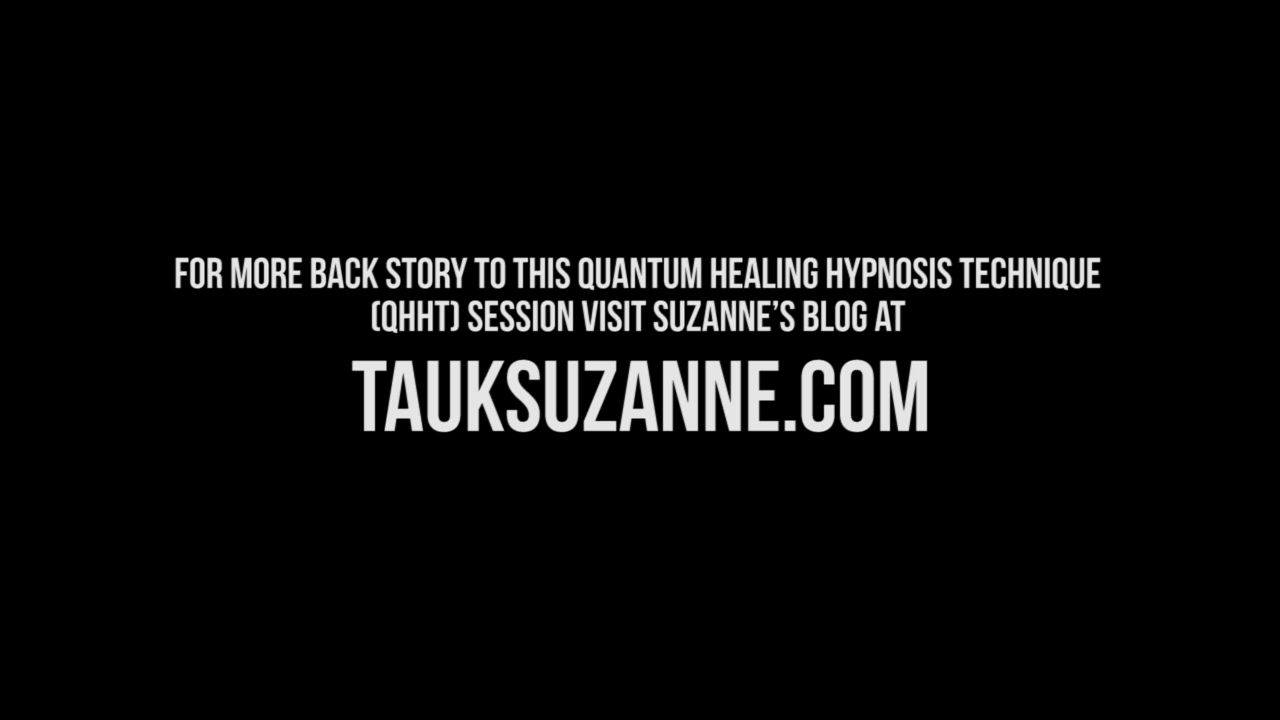 FOR MORE BACK STORY TO THIS QUANTUM HEALING HYPNOSIS TECHNIQUE
(QHHT) SESSION VISIT SUZANNE’S BLOG AT
TAUKSUZANNE.COM